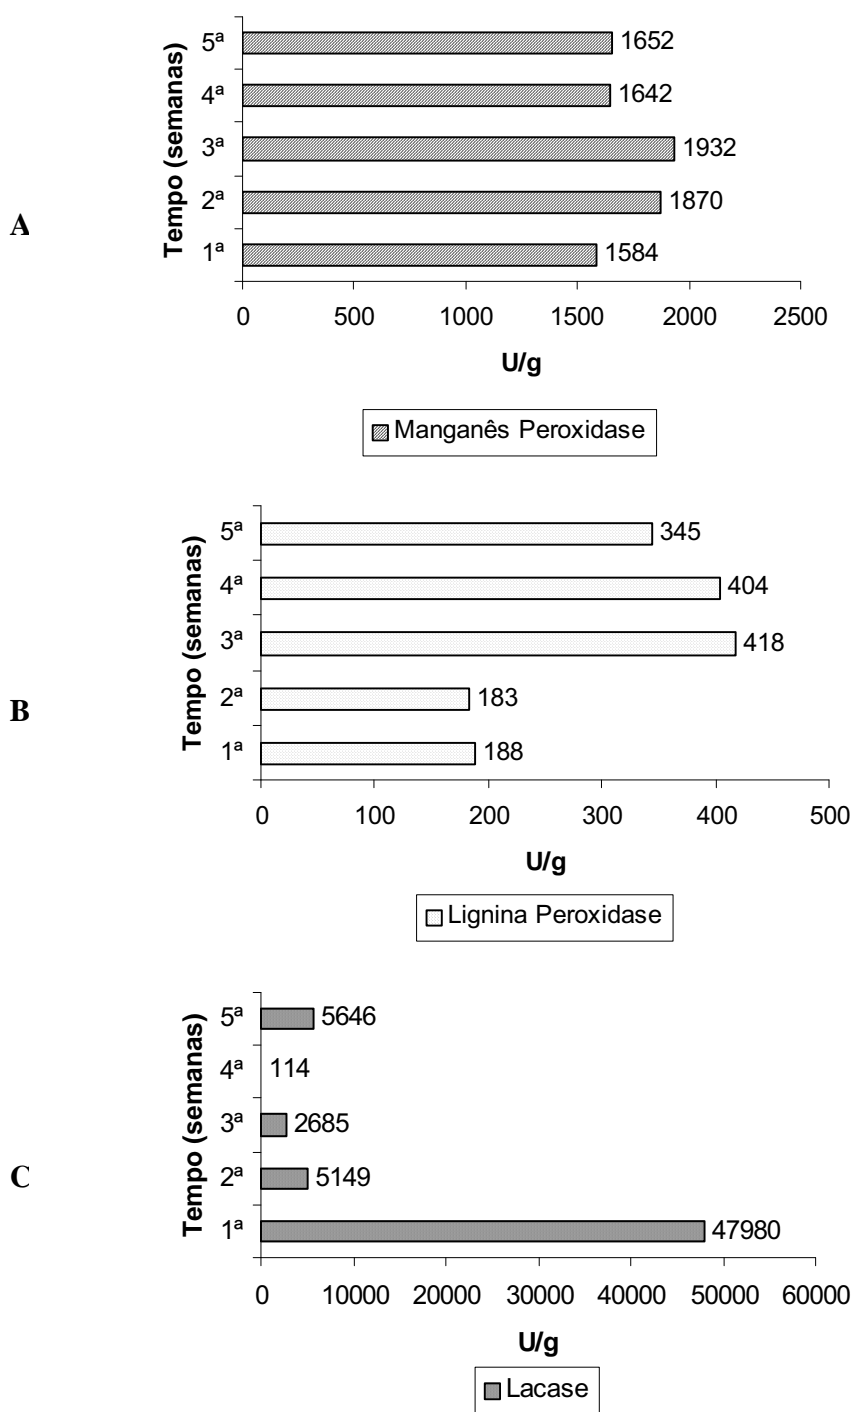 A
Tempo (semanas)
5ª 1652
4ª 1642
3ª 1932
2ª 1870
1ª 1584
0 500 1000 1500 2000 2500
U/g
Manganês Peroxidase
B
Tempo (semanas)
5ª 345
4ª 404
3ª 418
2ª 183
1ª 188
0 100 200 300 400 500
U/g
Lignina Peroxidase
C
Tempo (semanas)
5ª 5646
4ª 114
3ª 2685
2ª 5149
1ª 47980
0 10000 20000 30000 40000 50000 60000
U/g
Lacase